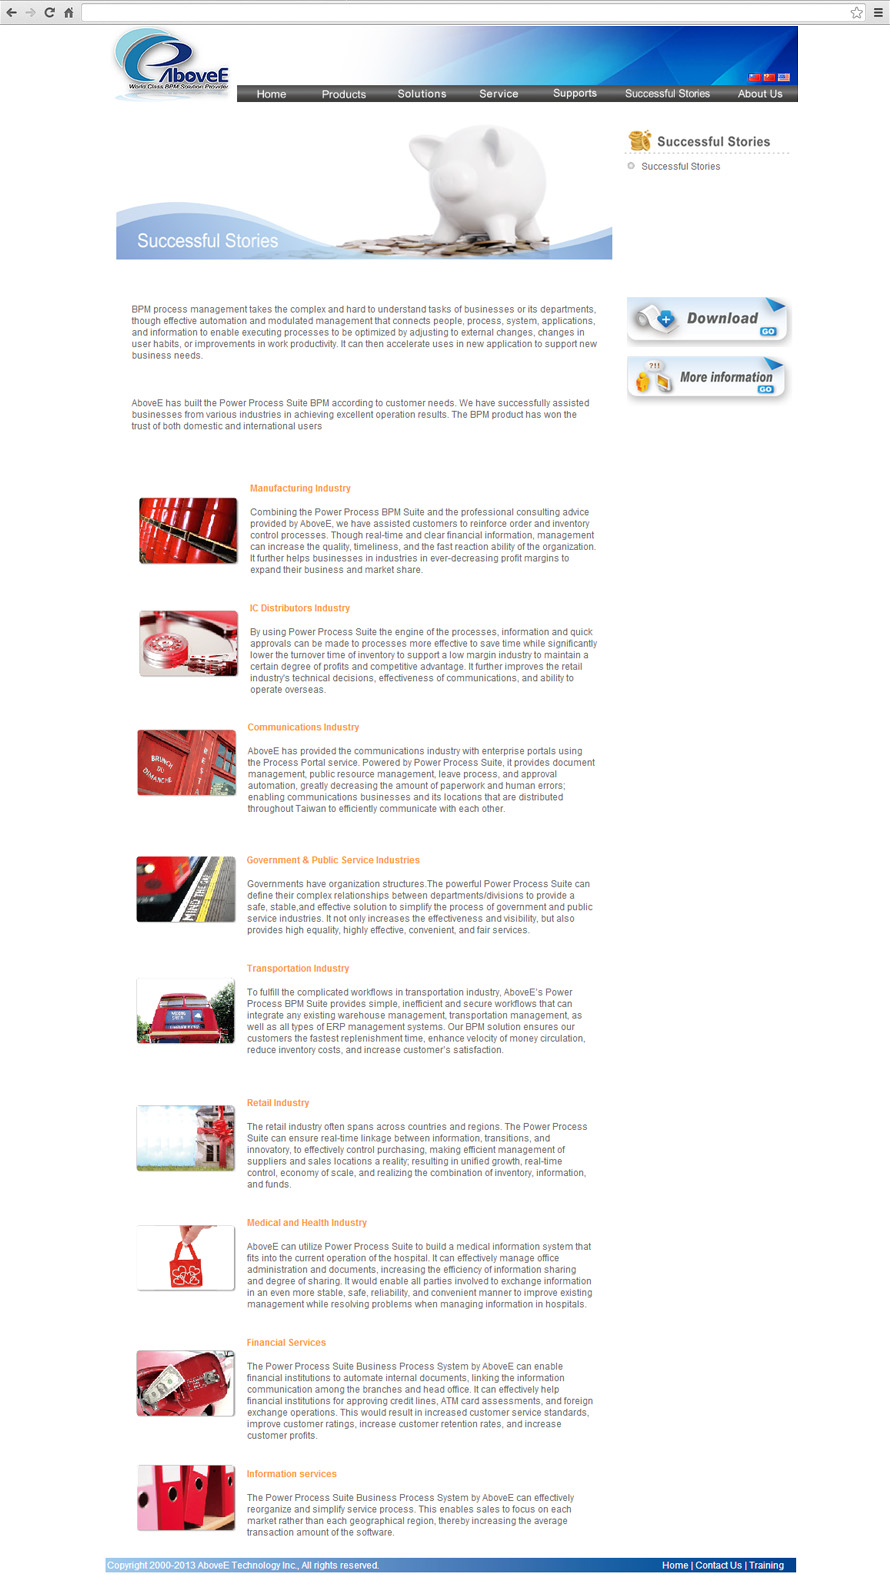 AboveE
World Class BPM Solution Provider
Home Products Solutions Service Supports Successful Stories About Us
Successful Stories
Successful Stories
Successful Stories
BPM process management takes the complex and hard to understand tasks of businesses or its departments,
though effective automation and modulated management that connects people, process, system, applications,
and information to enable executing processes to be optimized by adjusting to external changes, changes in
user habits, or improvements in work productivity. It can then accelerate uses in new application to support new
business needs.
Download
GO
?!!
More information
GO
AboveE has built the Power Process Suite BPM according to customer needs. We have successfully assisted
businesses from various industries in achieving excellent operation results. The BPM product has won the
trust of both domestic and international users
Manufacturing Industry
Combining the Power Process BPM Suite and the professional consulting advice
provided by AboveE, we have assisted customers to reinforce order and inventory
control processes. Though real-time and clear financial information, management
can increase the quality, timeliness, and the fast reaction ability of the organization.
It further helps businesses in industries in ever-decreasing profit margins to
expand their business and market share.
IC Distributors Industry
By using Power Process Suite the engine of the processes, information and quick
approvals can be made to processes more effective to save time while significantly
lower the turnover time of inventory to support a low margin industry to maintain a
certain degree of profits and competitive advantage. It further improves the retail
industry's technical decisions, effectiveness of communications, and ability to
operate overseas.
Communications Industry
AboveE has provided the communications industry with enterprise portals using
the Process Portal service. Powered by Power Process Suite, it provides document
management, public resource management, leave process, and approval
automation, greatly decreasing the amount of paperwork and human errors;
enabling communications businesses and its locations that are distributed
throughout Taiwan to efficiently communicate with each other.
BRUNCH
DU
DIMANCHE
Government & Public Service Industries
Governments have organization structures.The powerful Power Process Suite can
define their complex relationships between departments/divisions to provide a
safe, stable,and effective solution to simplify the process of government and public
service industries. It not only increases the effectiveness and visibility, but also
provides high equality, highly effective, convenient, and fair services.
MIND THE GAP
Transportation Industry
To fulfill the complicated workflows in transportation industry, AboveE's Power
Process BPM Suite provides simple, inefficient and secure workflows that can
integrate any existing warehouse management, transportation management, as
well as all types of ERP management systems. Our BPM solution ensures our
customers the fastest replenishment time, enhance velocity of money circulation,
reduce inventory costs, and increase customer's satisfaction.
Retail Industry
The retail industry often spans across countries and regions. The Power Process
Suite can ensure real-time linkage between information, transitions, and
innovatory, to effectively control purchasing, making efficient management of
suppliers and sales locations a reality; resulting in unified growth, real-time
control, economy of scale, and realizing the combination of inventory, information,
and funds.
Medical and Health Industry
AboveE can utilize Power Process Suite to build a medical information system that
fits into the current operation of the hospital. It can effectively manage office
administration and documents, increasing the efficiency of information sharing
and degree of sharing. It would enable all parties involved to exchange information
in an even more stable, safe, reliability, and convenient manner to improve existing
management while resolving problems when managing information in hospitals.
Financial Services
The Power Process Suite Business Process System by AboveE can enable
financial institutions to automate internal documents, linking the information
communication among the branches and head office. It can effectively help
financial institutions for approving credit lines, ATM card assessments, and foreign
exchange operations. This would result in increased customer service standards,
improve customer ratings, increase customer retention rates, and increase
customer profits.
Information services
The Power Process Suite Business Process System by AboveE can effectively
reorganize and simplify service process. This enables sales to focus on each
market rather than each geographical region, thereby increasing the average
transaction amount of the software.
Copyright 2000-2013 AboveE Technology Inc., All rights reserved. Home | Contact Us | Training